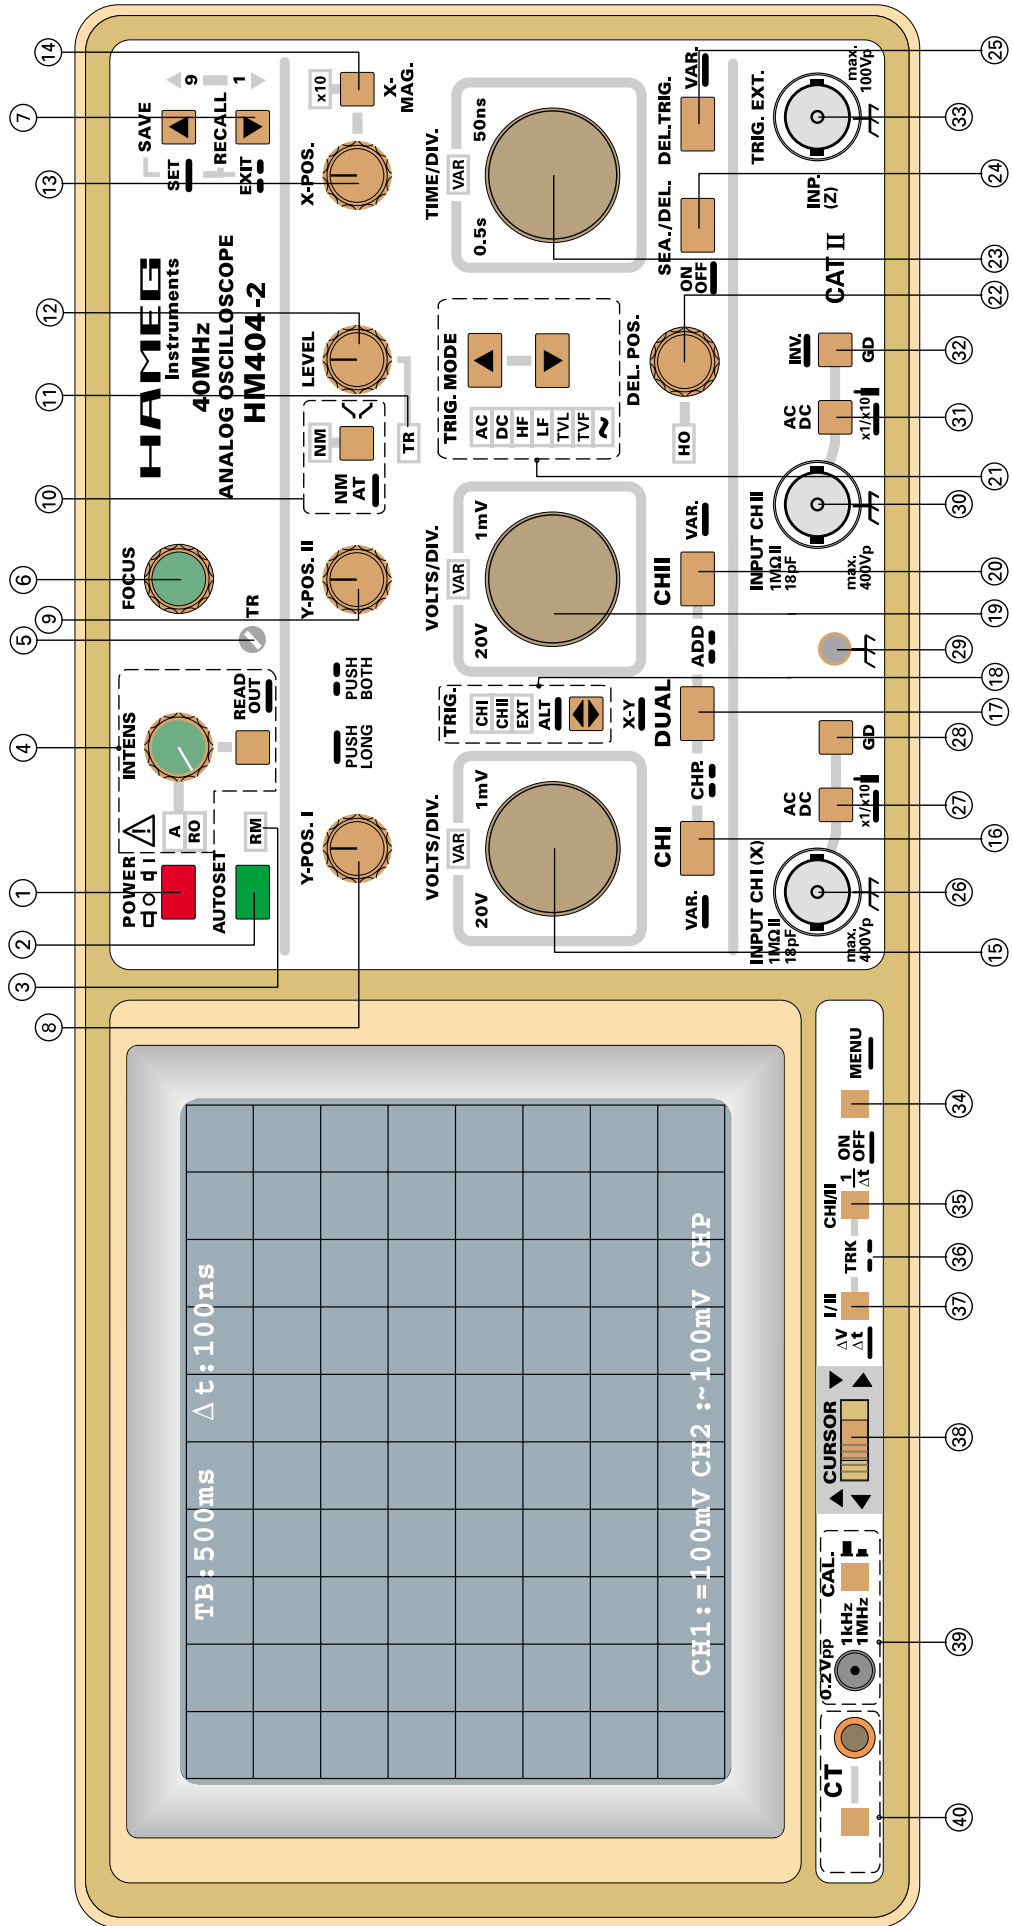 HAMEG
Instruments
40MHz
ANALOG OSCILLOSCOPE
HM404-2
POWER
AUTOSET
RM
A
RO
INTENS
READ
OUT
TR
FOCUS
SAVE
SET
RECALL
EXIT
9
1
Y-POS. I
PUSH
LONG
PUSH
BOTH
Y-POS. II
NM
NM
AT
LEVEL
TR
X-POS.
x10
X-
MAG.
VOLTS/DIV.
VAR
20V
1mV
TRIG.
CHI
CHII
EXT
ALT
VOLTS/DIV.
VAR
20V
1mV
TRIG. MODE
AC
DC
HF
LF
TVL
TVF
~
TIME/DIV.
VAR
0.5s
50ns
VAR.
CHI
CHP.
X-Y
DUAL
ADD
CHII
VAR.
HO
DEL. POS.
ON
OFF
SEA./DEL.
DEL.TRIG.
VAR.
INPUT CH I (X)
1MΩ II
18pF
max.
400Vp
AC
DC
x1/x10
GD
INPUT CHII
1MΩ II
18pF
max.
400Vp
AC
DC
x1/x10
INV.
GD
CAT II
TRIG. EXT.
INP.
(Z)
max.
100Vp
TB:500ms Δt:100ns
CH1:=100mV CH2:~100mV CHP
CT
0.2Vpp
1kHz
1MHz
CAL.
CURSOR
ΔV
Δt
I/II
TRK
CHI/II
1
Δt
ON
OFF
MENU
1
2
3
4
5
6
7
8
9
10
11
12
13
14
15
16
17
18
19
20
21
22
23
24
25
26
27
28
29
30
31
32
33
34
35
36
37
38
39
40